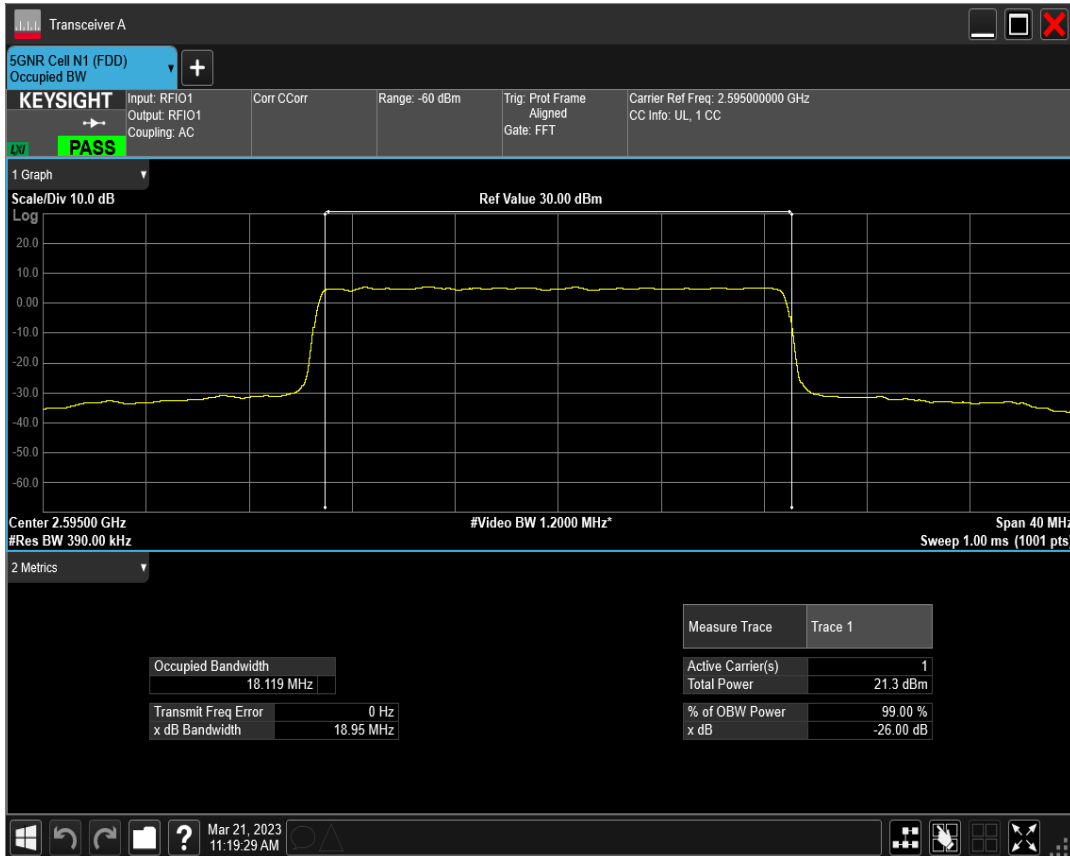 Transceiver A
5GNR Cell N1 (FDD)
Occupied BW
+
KEYSIGHT
LXI
PASS
Input: RFIO1
Output: RFIO1
Coupling: AC
Corr CCorr
Range: -60 dBm
Trig: Prot Frame
Aligned
Gate: FFT
Carrier Ref Freq: 2.595000000 GHz
CC Info: UL, 1 CC
1 Graph
Scale/Div 10.0 dB
Ref Value 30.00 dBm
Log
20.0
10.0
0.00
-10.0
-20.0
-30.0
-40.0
-50.0
-60.0
Center 2.59500 GHz
#Video BW 1.2000 MHz*
Span 40 MHz
#Res BW 390.00 kHz
Sweep 1.00 ms (1001 pts)
2 Metrics
Measure Trace Trace 1
Occupied Bandwidth
18.119 MHz
Transmit Freq Error 0 Hz
x dB Bandwidth 18.95 MHz
Active Carrier(s) 1
Total Power 21.3 dBm
% of OBW Power 99.00 %
x dB -26.00 dB
?
Mar 21, 2023
11:19:29 AM